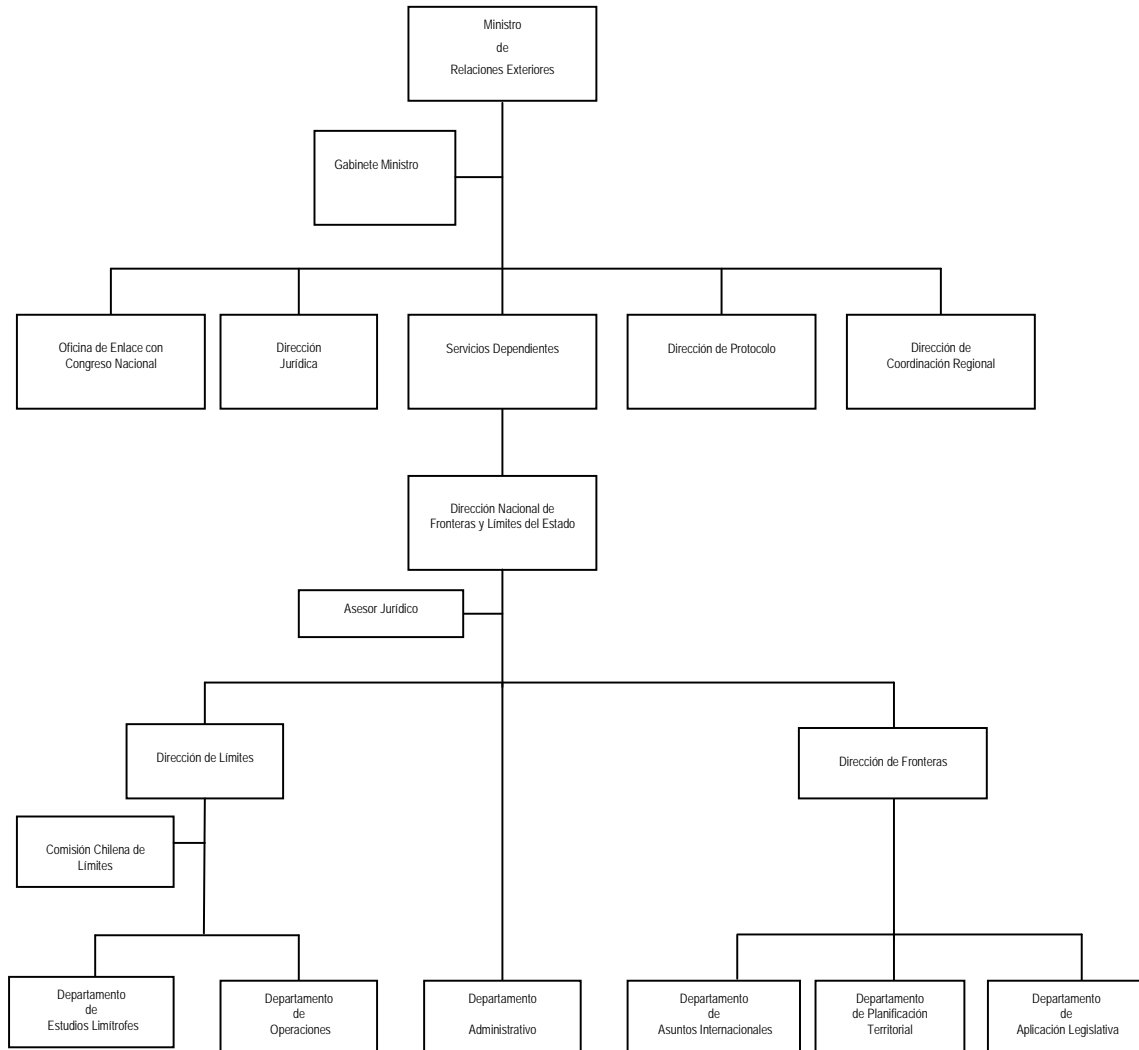 Ministro
de
Relaciones Exteriores
Gabinete Ministro
Oficina de Enlace con
Congreso Nacional
Dirección
Jurídica
Servicios Dependientes
Dirección de Protocolo
Dirección de
Coordinación Regional
Dirección Nacional de
Fronteras y Límites del Estado
Asesor Jurídico
Dirección de Límites
Dirección de Fronteras
Comisión Chilena de
Límites
Departamento
de
Estudios Limítrofes
Departamento
de
Operaciones
Departamento
Administrativo
Departamento
de
Asuntos Internacionales
Departamento
de Planificación
Territorial
Departamento
de
Aplicación Legislativa